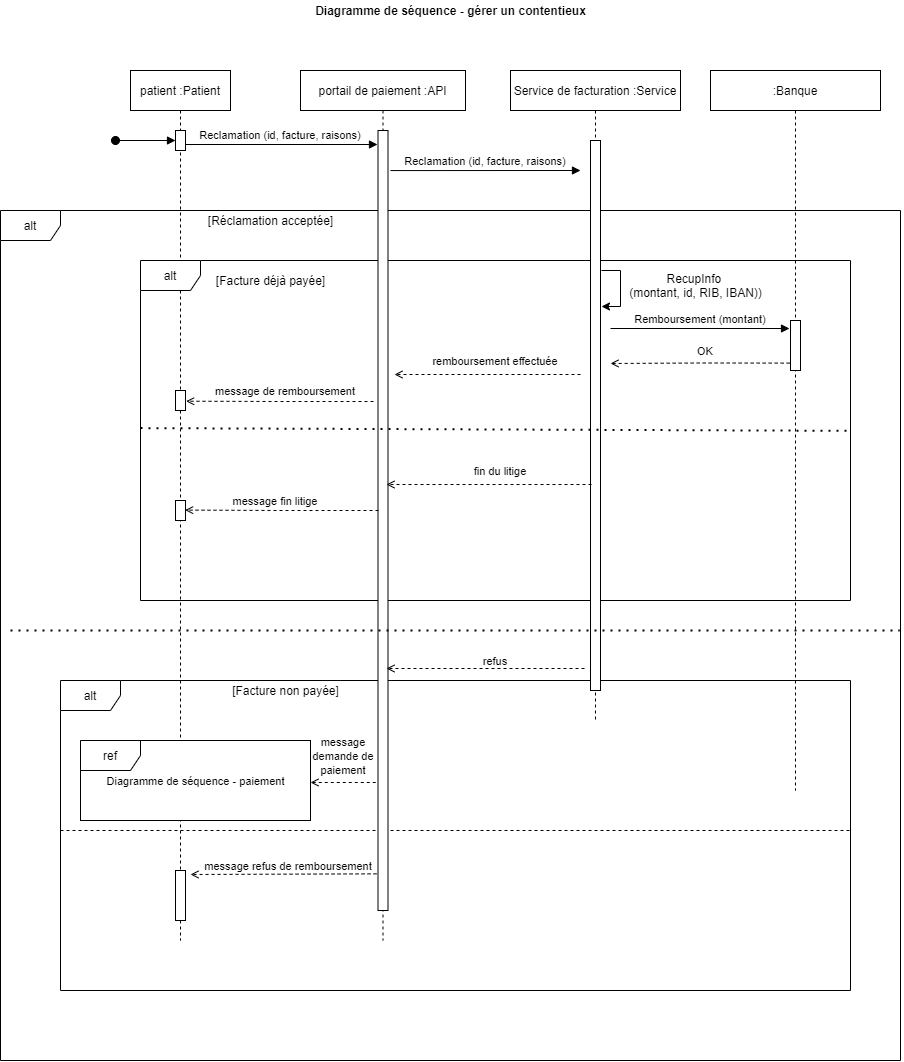 Diagramme de séquence - gérer un contentieux
patient :Patient
portail de paiement :API
Service de facturation :Service
:Banque
Reclamation (id, facture, raisons)
Reclamation (id, facture, raisons)
alt
[Réclamation acceptée]
alt
[Facture déjà payée]
RecupInfo
(montant, id, RIB, IBAN))
Remboursement (montant)
OK
remboursement effectuée
message de remboursement
fin du litige
message fin litige
refus
alt
[Facture non payée]
message
demande de
paiement
ref
Diagramme de séquence - paiement
message refus de remboursement